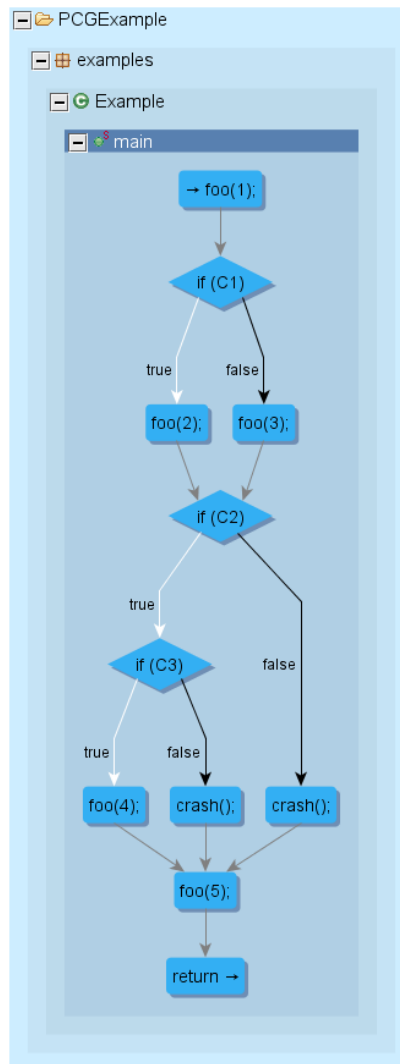 PCGExample
examples
Example
main
→ foo(1);
if (C1)
true
false
foo(2);
foo(3);
if (C2)
true
if (C3)
false
true
false
foo(4);
crash();
crash();
foo(5);
return →